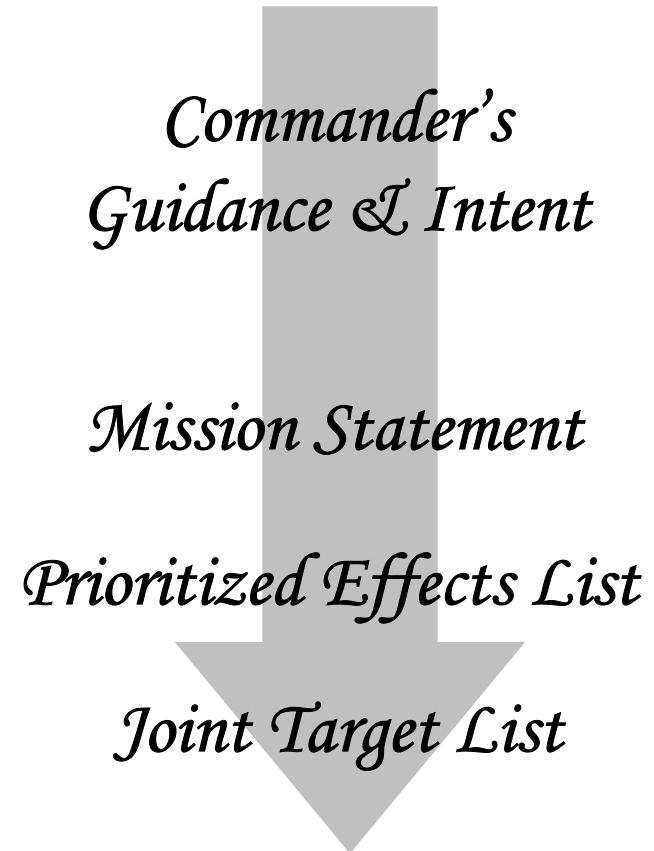 Commander’s
Guidance & Intent
Mission Statement
Prioritized Effects List
Joint Target List